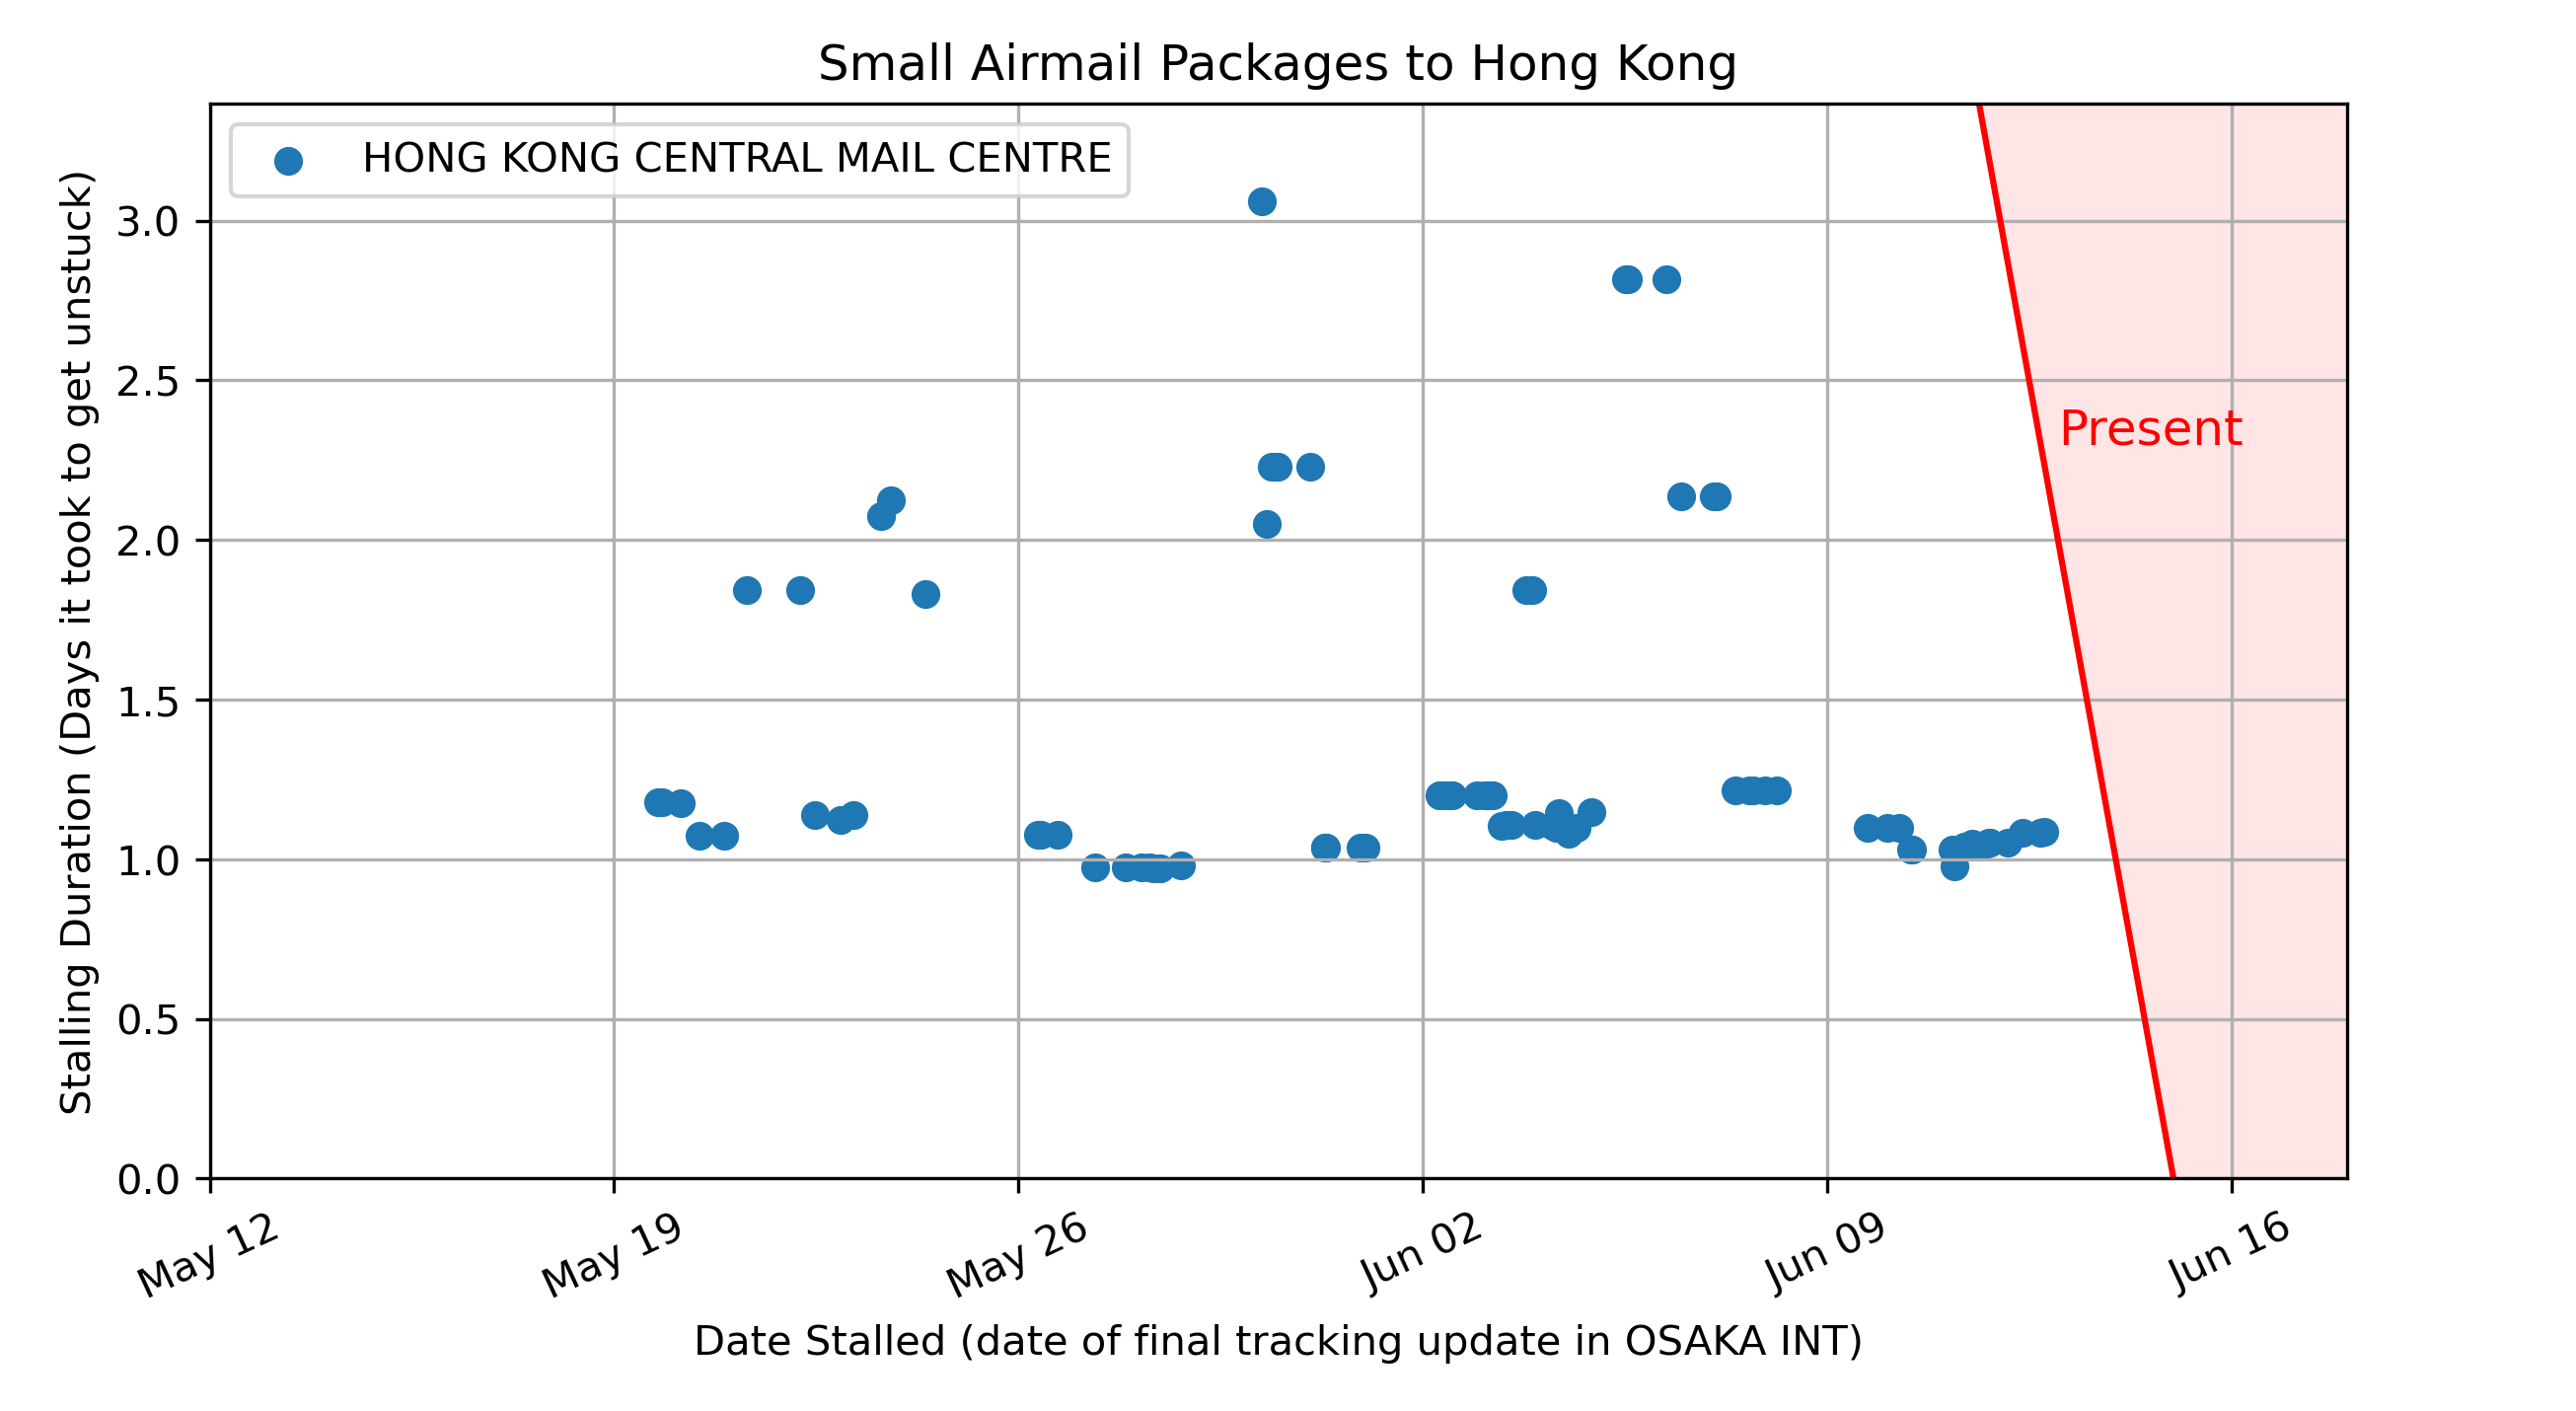 Small Airmail Packages to Hong Kong
HONG KONG CENTRAL MAIL CENTRE
Stalling Duration (Days it took to get unstuck)
3.0
2.5
2.0
1.5
1.0
0.5
0.0
Present
May 12
May 19
May 26
Jun 02
Jun 09
Jun 16
Date Stalled (date of final tracking update in OSAKA INT)